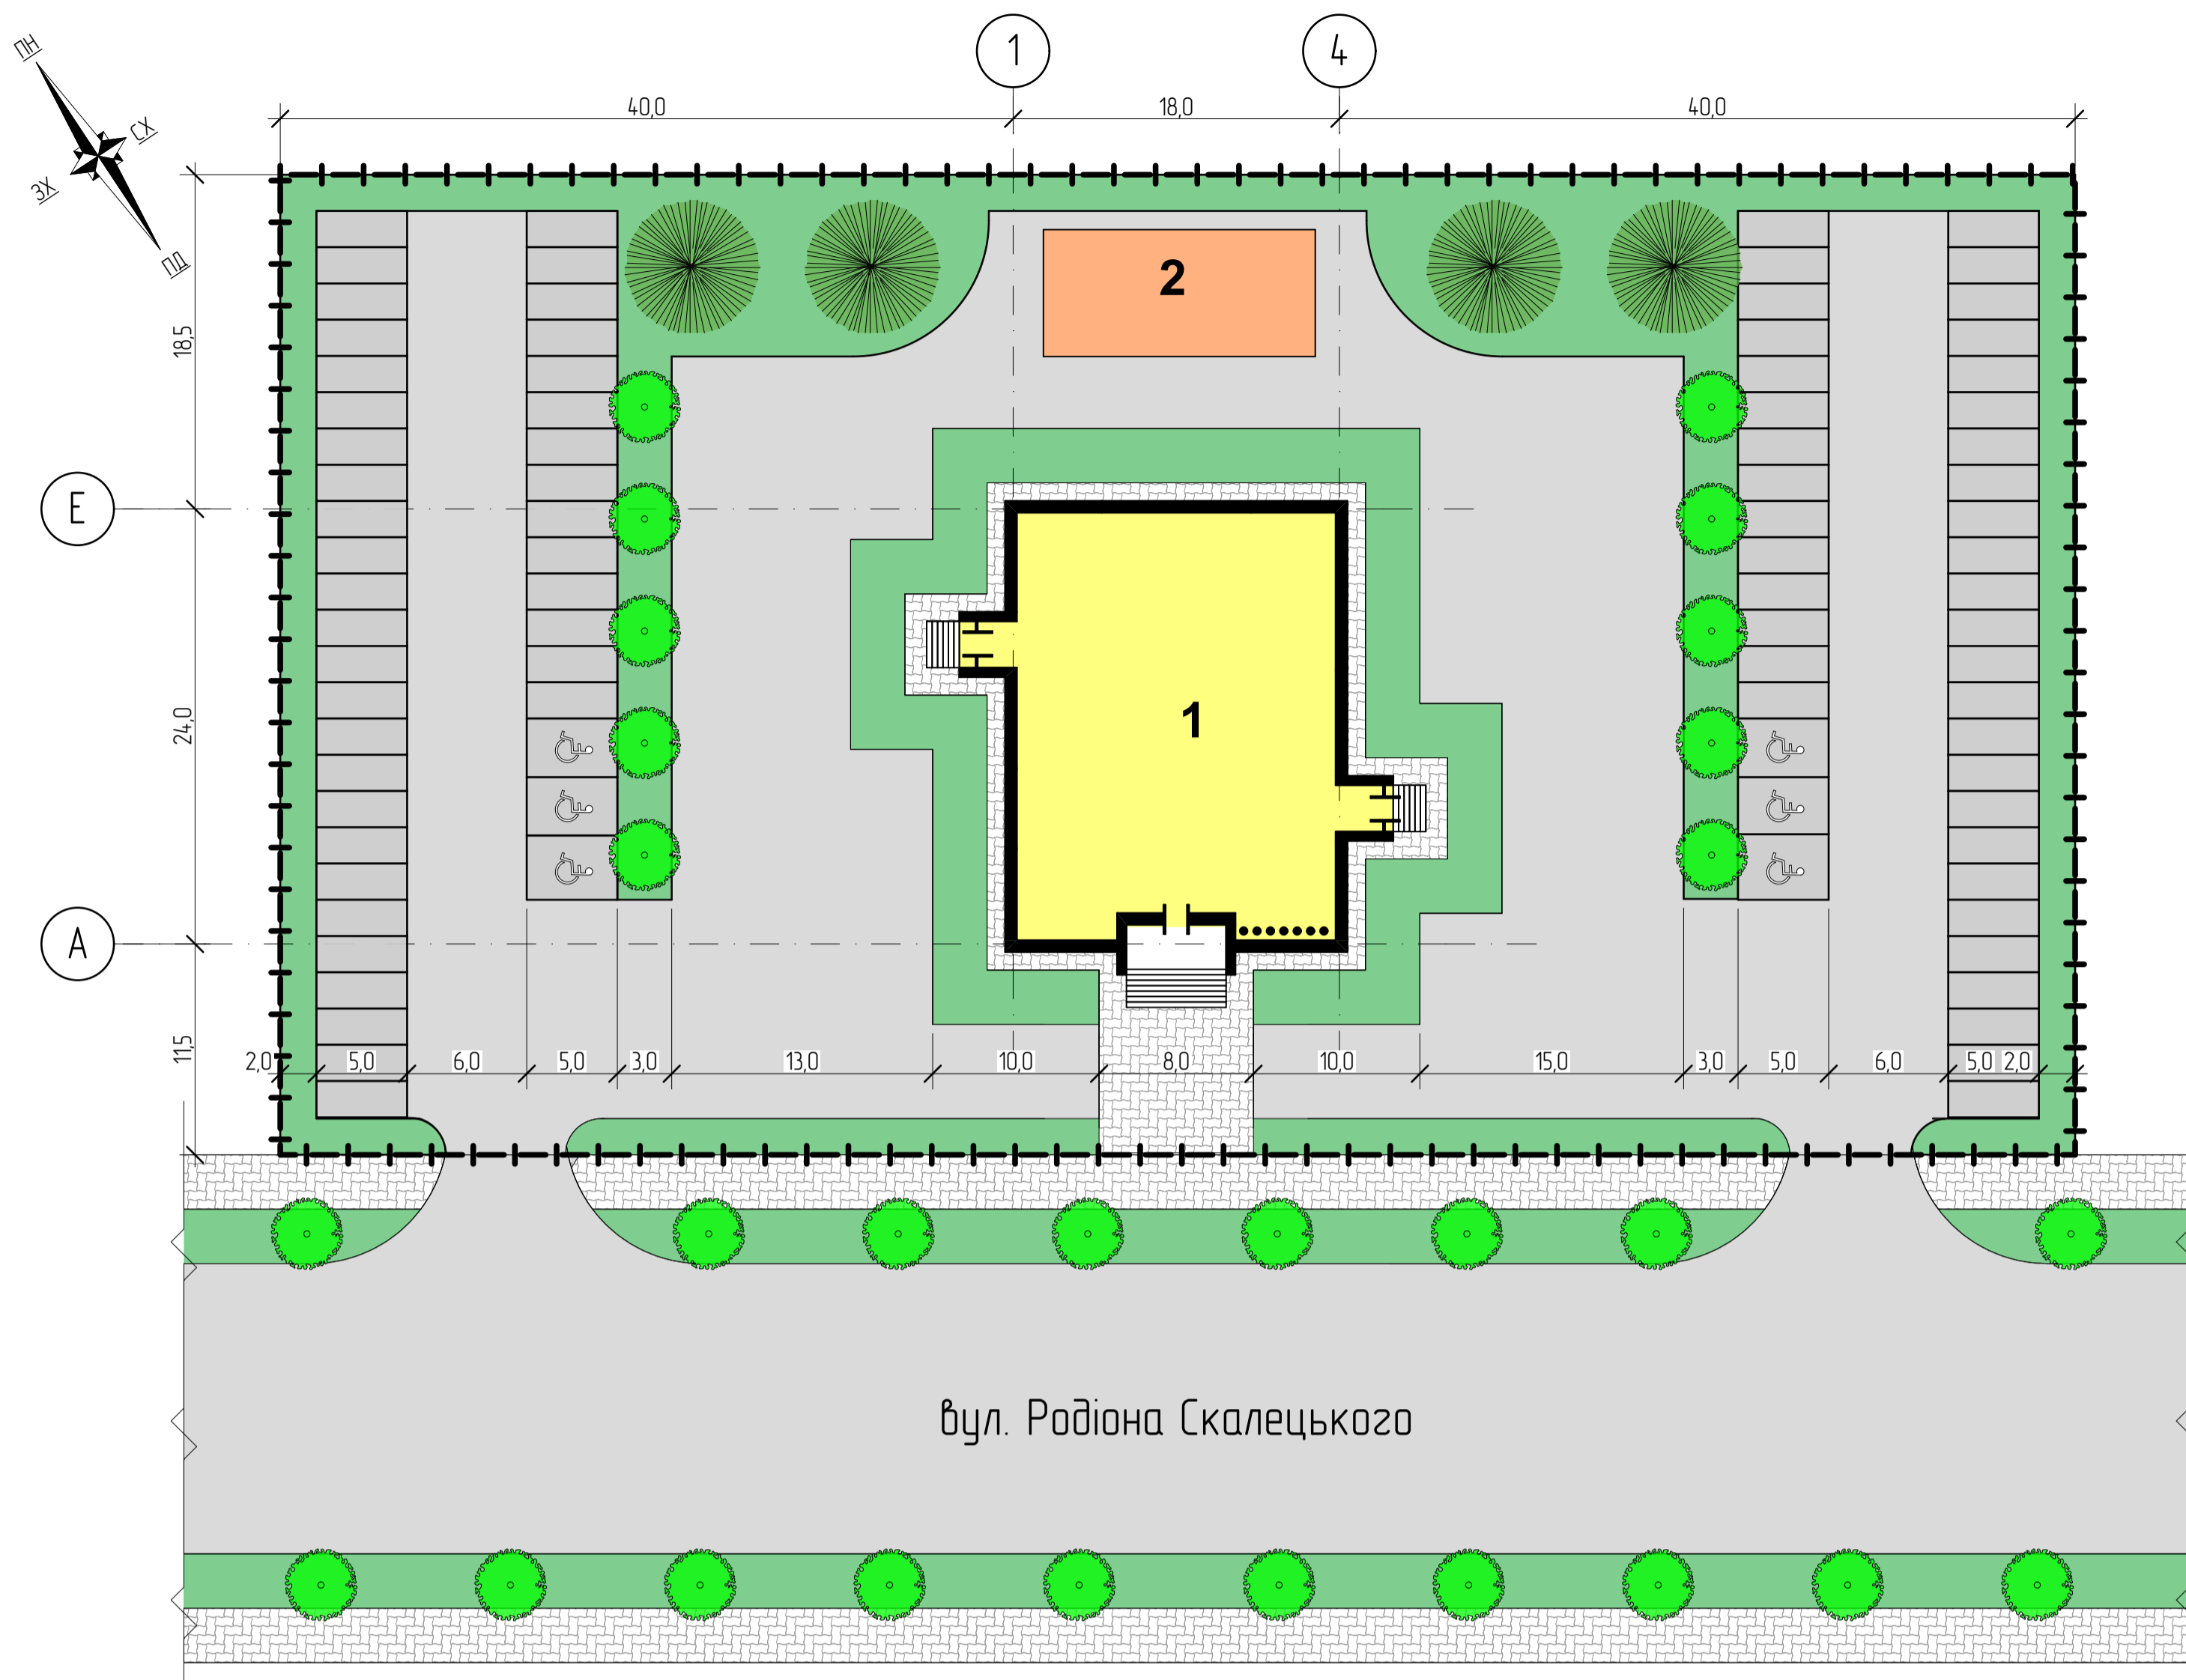 1 4
ПН
СХ
ЗХ
ПД
40,0 18,0 40,0
2
18,5
Е
24,0
1
А
11,5
2,0 5,0 6,0 5,0 3,0 13,0 10,0 8,0 10,0 15,0 3,0 5,0 6,0 5,0 2,0
вул. Родіона Скалецького